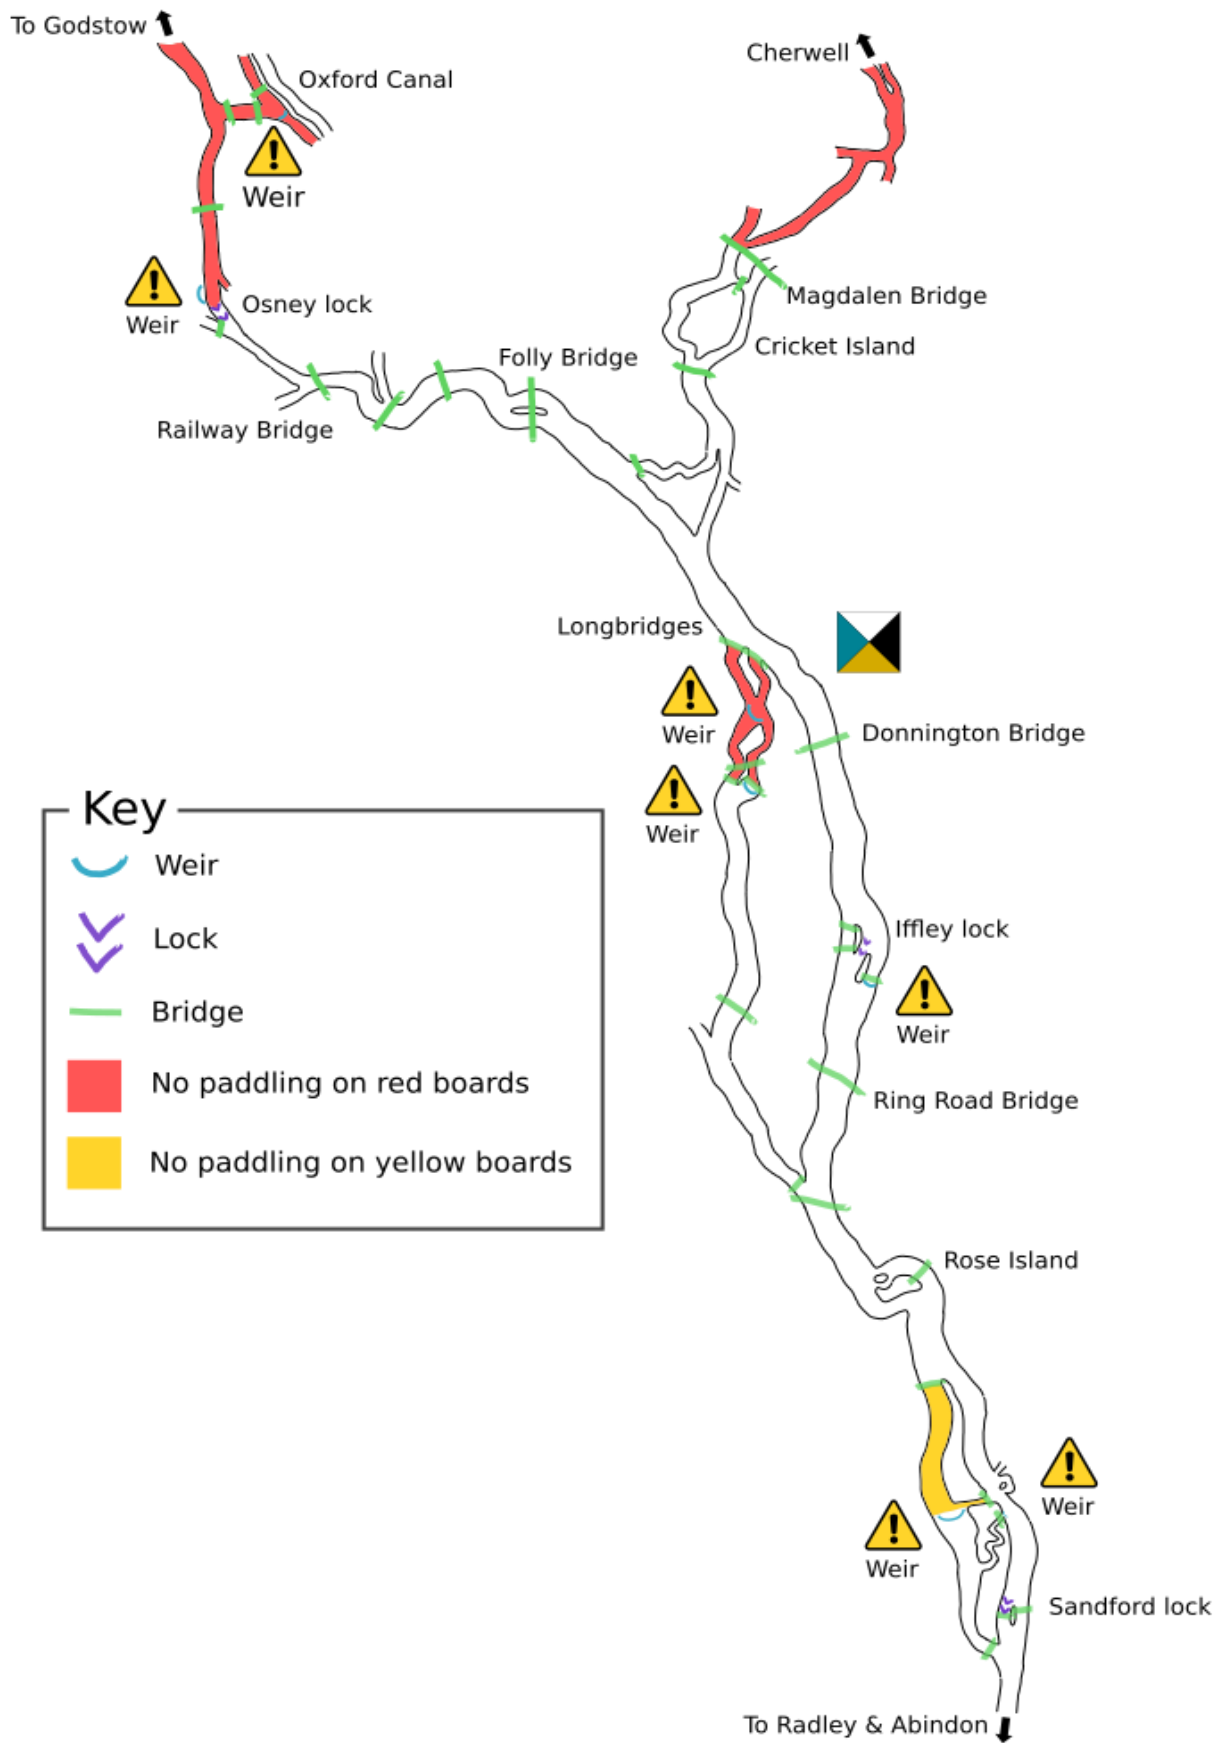 To Godstow
Oxford Canal
Cherwell
Weir
Magdalen Bridge
Osney lock
Weir
Cricket Island
Folly Bridge
Railway Bridge
Longbridges
Weir
Donnington Bridge
Weir
Key
Weir
Lock
Bridge
No paddling on red boards
No paddling on yellow boards
Iffley lock
Weir
Ring Road Bridge
Rose Island
Weir
Weir
Sandford lock
To Radley & Abindon